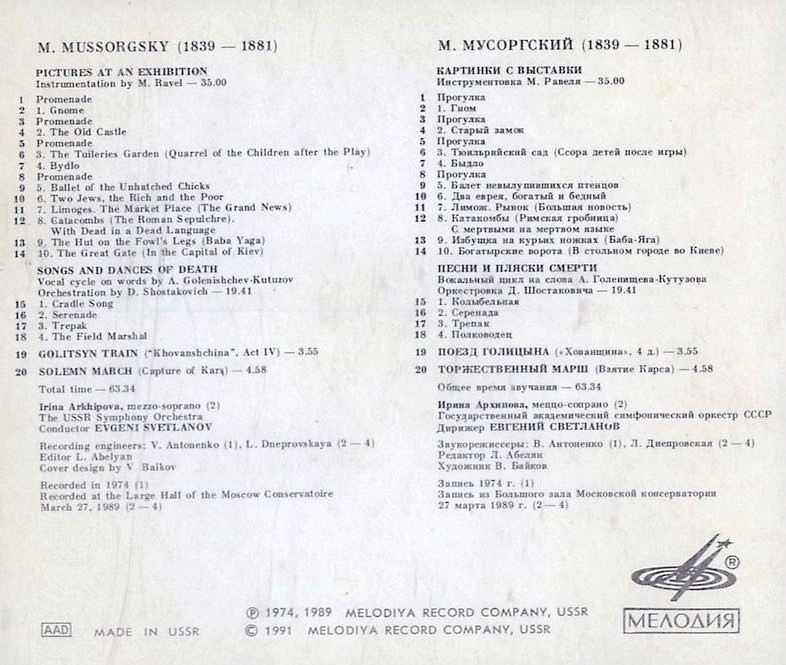 M. MUSSORGSKY (1839 — 1881)
PICTURES AT AN EXHIBITION
Instrumentation by M. Ravel — 35.00
1 Promenade
2 1. Gnome
3 Promenade
4 2. The Old Castle
5 Promenade
6 3. The Tuileries Garden (Quarrel of the Children after the Play)
7 4. Bydlo
8 Promenade
9 5. Ballet of the Unhatched Chicks
10 6. Two Jews, the Rich and the Poor
11 7. Limoges. The Market Place (The Grand News)
12 8. Catacombs (The Roman Sepulchre).
With Dead in a Dead Language
13 9. The Hut on the Fowl's Legs (Baba Yaga)
14 10. The Great Gate (In the Capital of Kiev)
SONGS AND DANCES OF DEATH
Vocal cycle on words by A. Golenishchev-Kutuzov
Orchestration by D. Shostakovich — 19.41
15 1. Cradle Song
16 2. Serenade
17 3. Trepak
18 4. The Field Marshal
19 GOLITSYN TRAIN ("Khovanshchina", Act IV) — 3.55
20 SOLEMN MARCH (Capture of Kars) — 4.58
Total time — 63.34
Irina Arkhipova, mezzo-soprano (2)
The USSR Symphony Orchestra
Conductor EVGENI SVETLANOV
Recording engineers: V. Antonenko (1), L. Dneprovskaya (2 — 4)
Editor L. Abelyan
Cover design by V. Baikov
Recorded in 1974 (1)
Recorded at the Large Hall of the Moscow Conservatoire
March 27, 1989 (2 — 4)
М. МУСОРГСКИЙ (1839 — 1881)
КАРТИНКИ С ВЫСТАВКИ
Инструментовка М. Равеля — 35.00
1 Прогулка
2 1. Гном
3 Прогулка
4 2. Старый замок
5 Прогулка
6 3. Тюильрийский сад (Ссора детей после игры)
7 4. Быдло
8 Прогулка
9 5. Балет невылупившихся птенцов
10 6. Два еврея, богатый и бедный
11 7. Лимож. Рынок (Большая новость)
12 8. Катакомбы (Римская гробница)
С мертвыми на мертвом языке
13 9. Избушка на курьих ножках (Баба-Яга)
14 10. Богатырские ворота (В стольном городе во Киеве)
ПЕСНИ И ПЛЯСКИ СМЕРТИ
Вокальный цикл на слова А. Голенищева-Кутузова
Оркестровка Д. Шостаковича — 19.41
15 1. Колыбельная
16 2. Серенада
17 3. Трепак
18 4. Полководец
19 ПОЕЗД ГОЛИЦЫНА («Хованщина», 4 д.) — 3.55
20 ТОРЖЕСТВЕННЫЙ МАРШ (Взятие Карса) — 4.58
Общее время звучания — 63.34
Ирина Архипова, меццо-сопрано (2)
Государственный академический симфонический оркестр СССР
Дирижер ЕВГЕНИЙ СВЕТЛАНОВ
Звукорежиссеры: В. Антоненко (1), Л. Днепровская (2 — 4)
Редактор Л. Абелян
Художник В. Байков
Запись 1974 г. (1)
Запись из Большого зала Московской консерватории
27 марта 1989 г. (2 — 4)
®
МЕЛОДИЯ
AAD MADE IN USSR
℗ 1974, 1989 MELODIYA RECORD COMPANY, USSR
© 1991 MELODIYA RECORD COMPANY, USSR